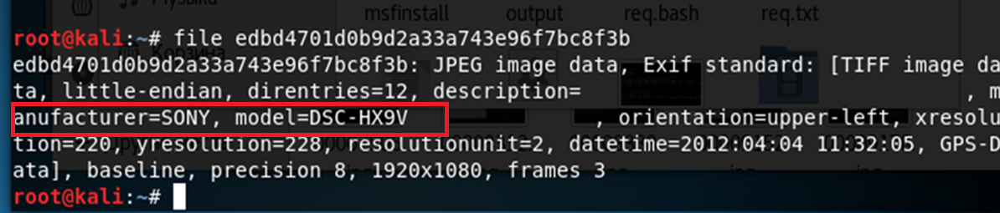 Музыка
msfinstall output req.bash req.txt
root@kali:~# file edbd4701d0b9d2a33a743e96f7bc8f3b
Корзина
edbd4701d0b9d2a33a743e96f7bc8f3b: JPEG image data, Exif standard: [TIFF image da
ta, little-endian, direntries=12, description= , m
anufacturer=SONY, model=DSC-HX9V , orientation=upper-left, xresolu
tion=220, yresolution=228, resolutionunit=2, datetime=2012:04:04 11:32:05, GPS-D
ata], baseline, precision 8, 1920x1080, frames 3
root@kali:~#